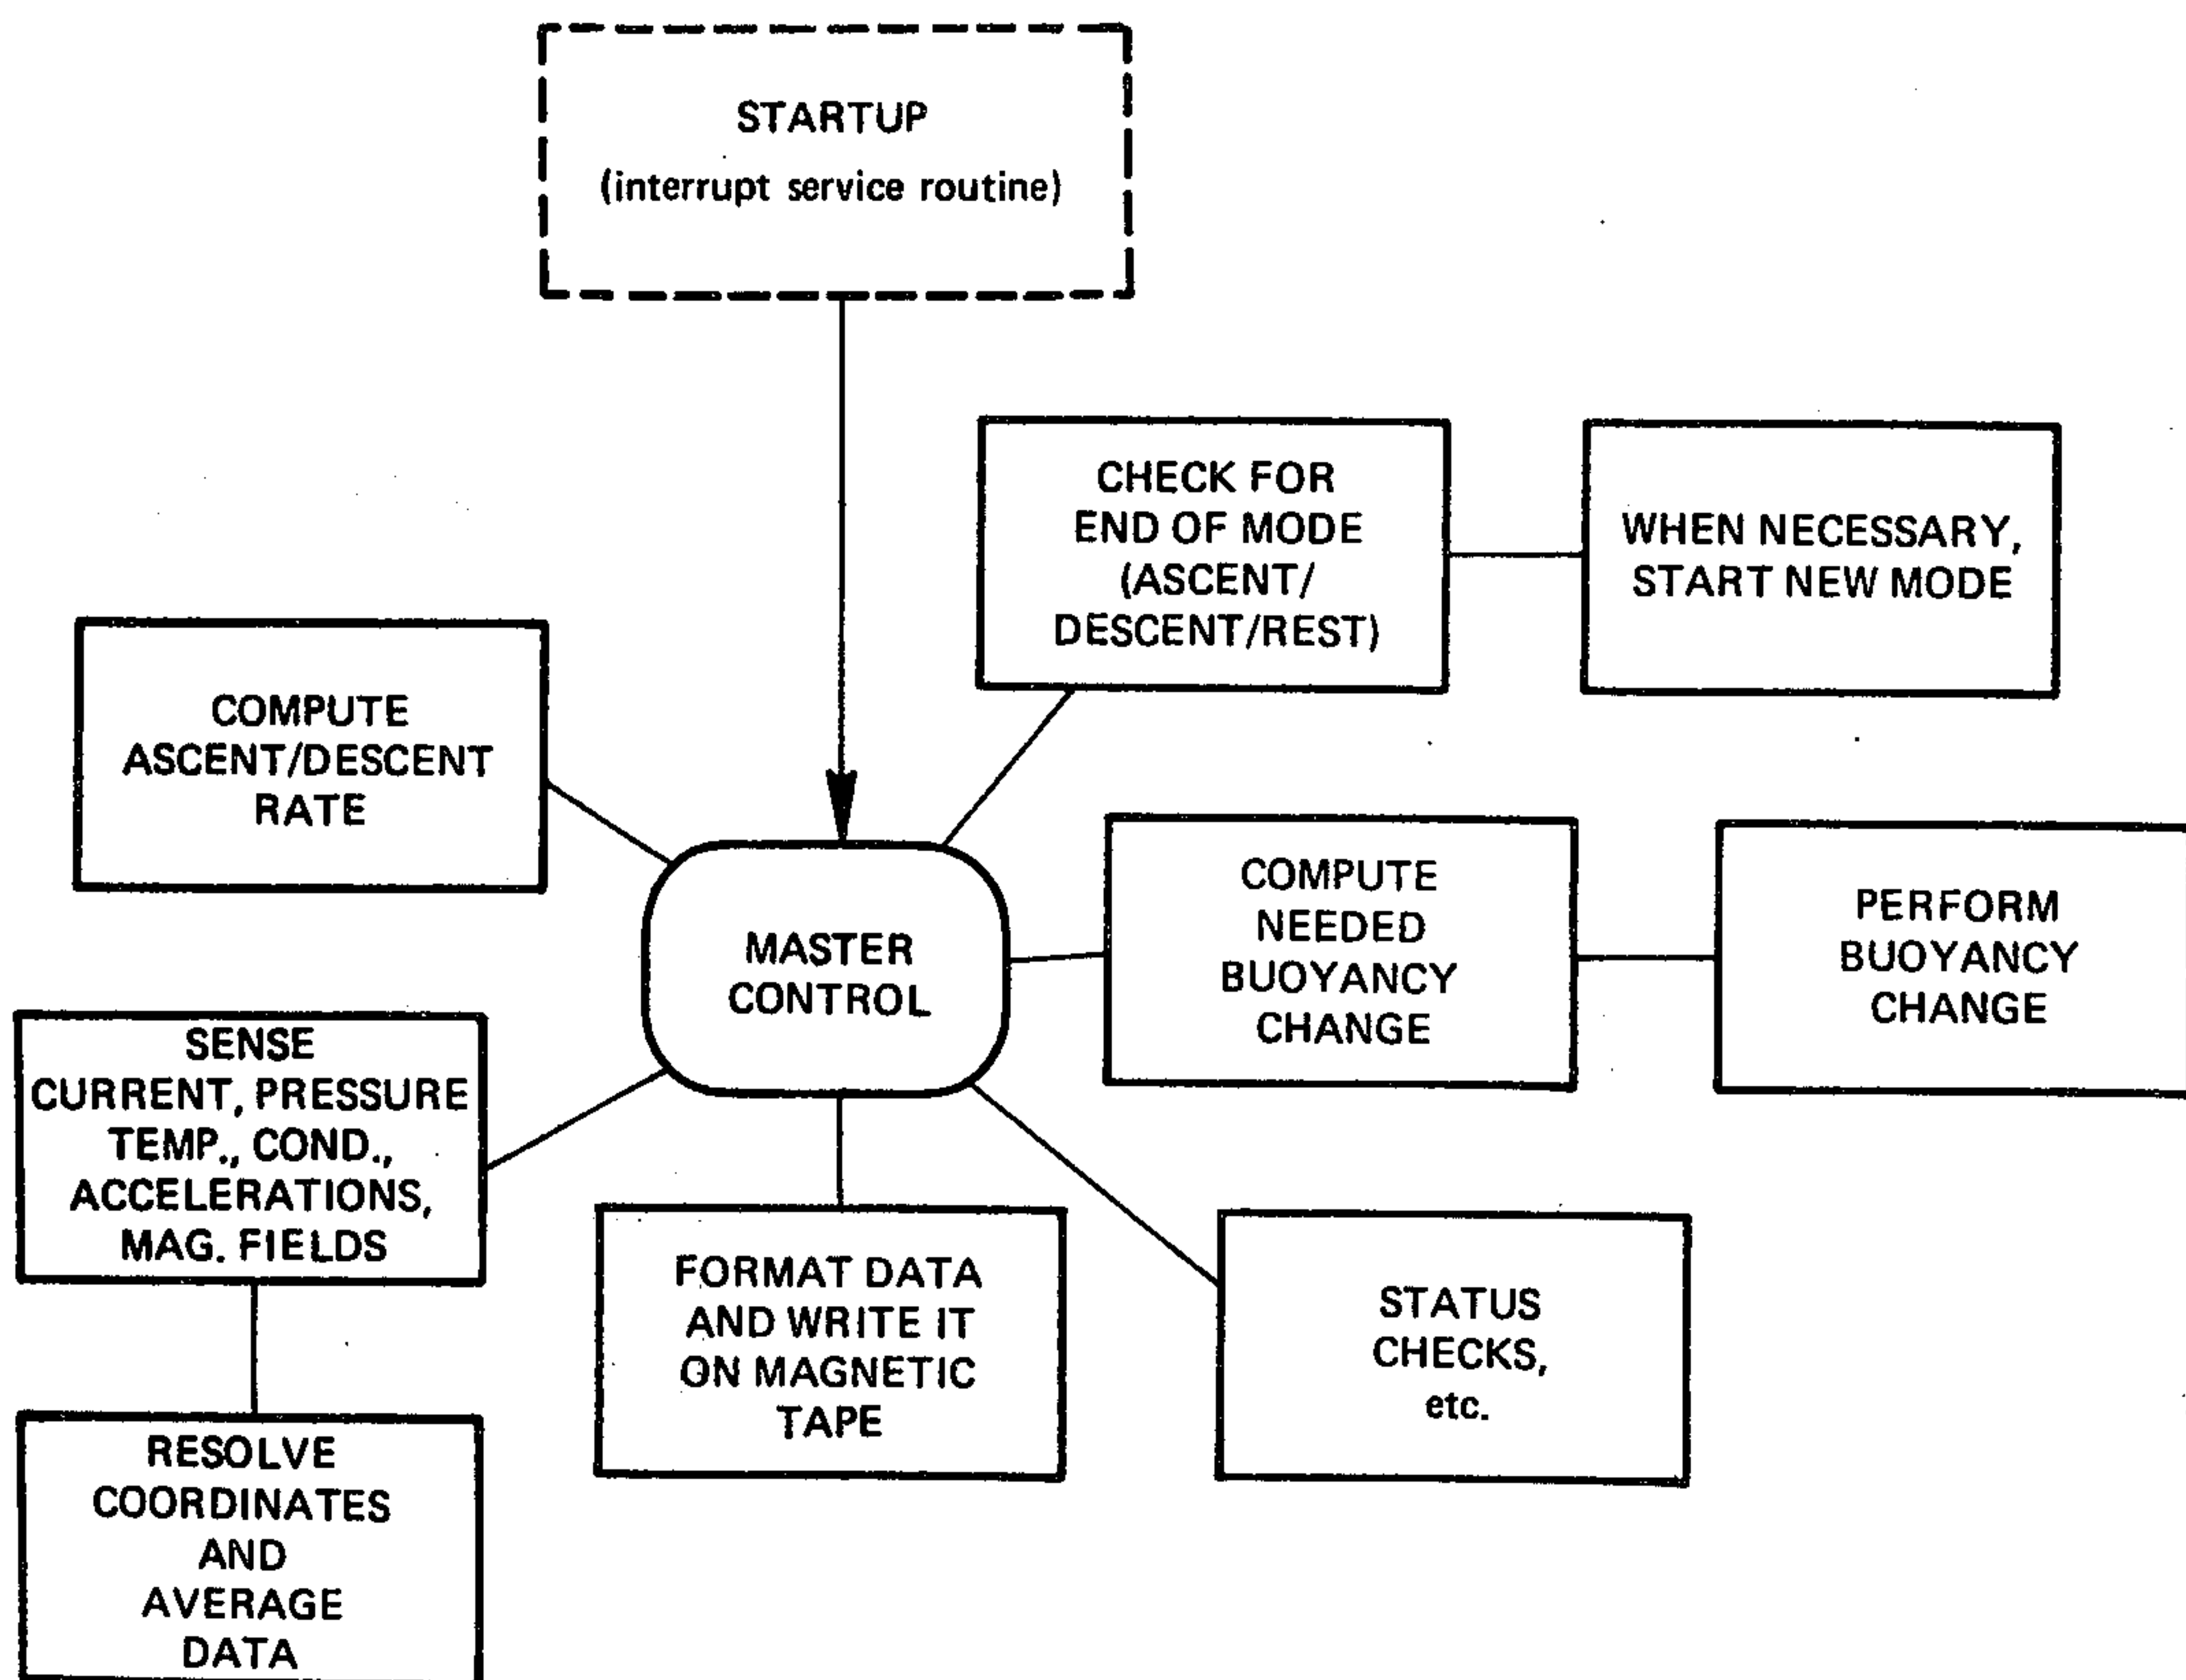 STARTUP
(interrupt service routine)
CHECK FOR
END OF MODE
(ASCENT/
DESCENT/REST)
WHEN NECESSARY,
START NEW MODE
COMPUTE
ASCENT/DESCENT
RATE
MASTER
CONTROL
COMPUTE
NEEDED
BUOYANCY
CHANGE
PERFORM
BUOYANCY
CHANGE
SENSE
CURRENT, PRESSURE
TEMP., COND.,
ACCELERATIONS,
MAG. FIELDS
FORMAT DATA
AND WRITE IT
ON MAGNETIC
TAPE
STATUS
CHECKS,
etc.
RESOLVE
COORDINATES
AND
AVERAGE
DATA